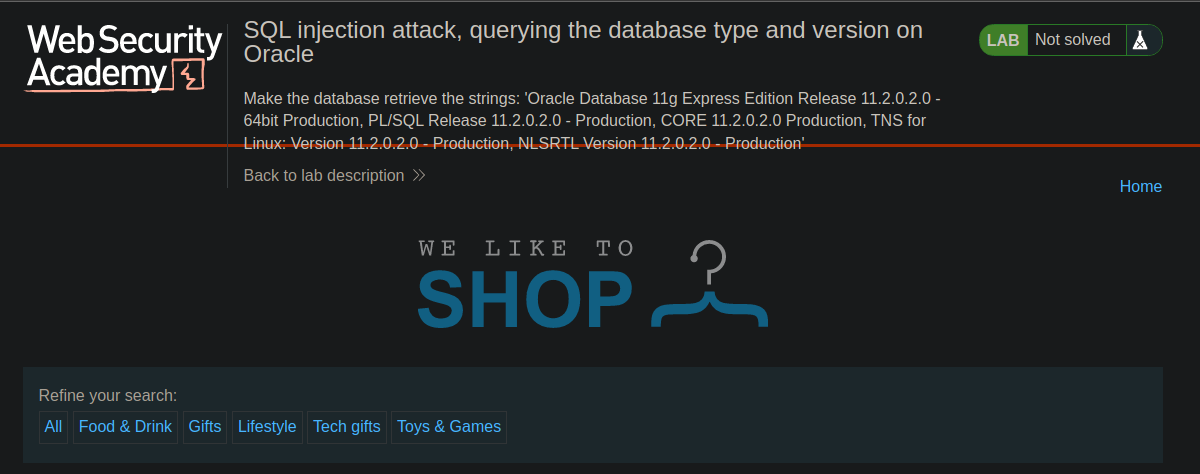 Web Security
Academy
SQL injection attack, querying the database type and version on
Oracle
LAB Not solved
Make the database retrieve the strings: 'Oracle Database 11g Express Edition Release 11.2.0.2.0 -
64bit Production, PL/SQL Release 11.2.0.2.0 - Production, CORE 11.2.0.2.0 Production, TNS for
Linux: Version 11.2.0.2.0 - Production, NLSRTL Version 11.2.0.2.0 - Production'
Back to lab description
Home
WE LIKE TO
SHOP
Refine your search:
All Food & Drink Gifts Lifestyle Tech gifts Toys & Games